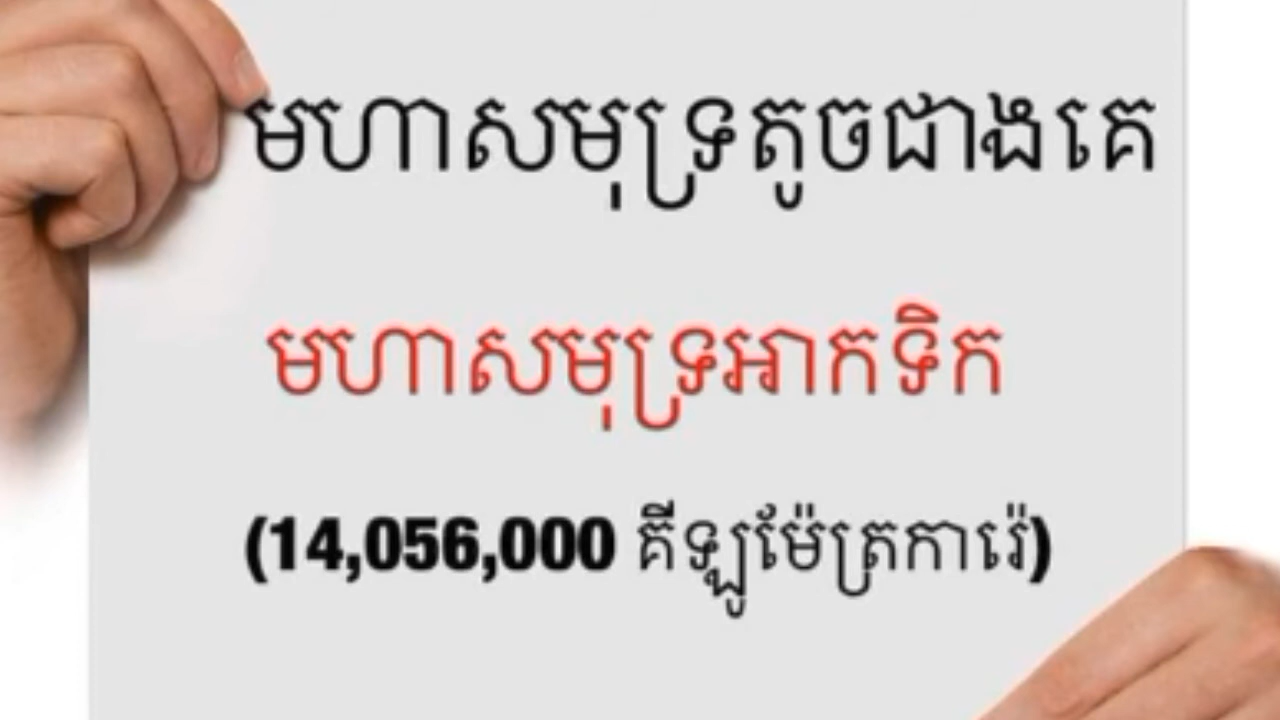 មហាសមុទ្រតូចជាងគេ
មហាសមុទ្រអាកទិក
(14,056,000 គីឡូម៉ែត្រការ៉េ)